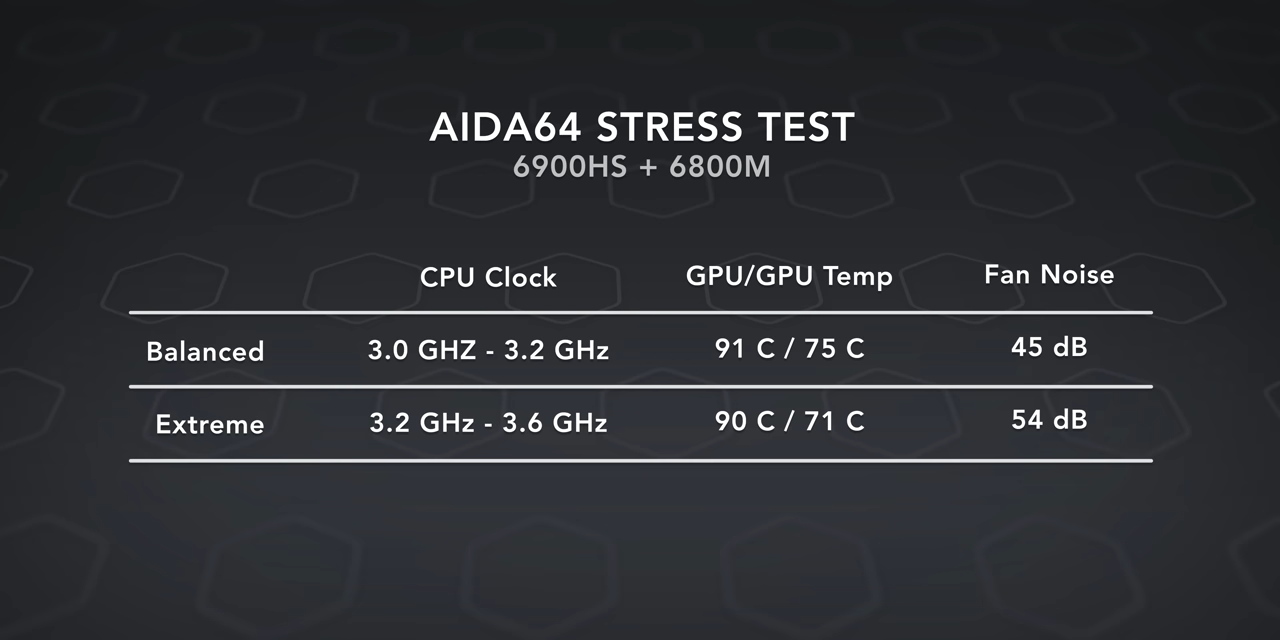 AIDA64 STRESS TEST
6900HS + 6800M
CPU Clock GPU/GPU Temp Fan Noise
Balanced 3.0 GHZ - 3.2 GHz 91 C / 75 C 45 dB
Extreme 3.2 GHz - 3.6 GHz 90 C / 71 C 54 dB